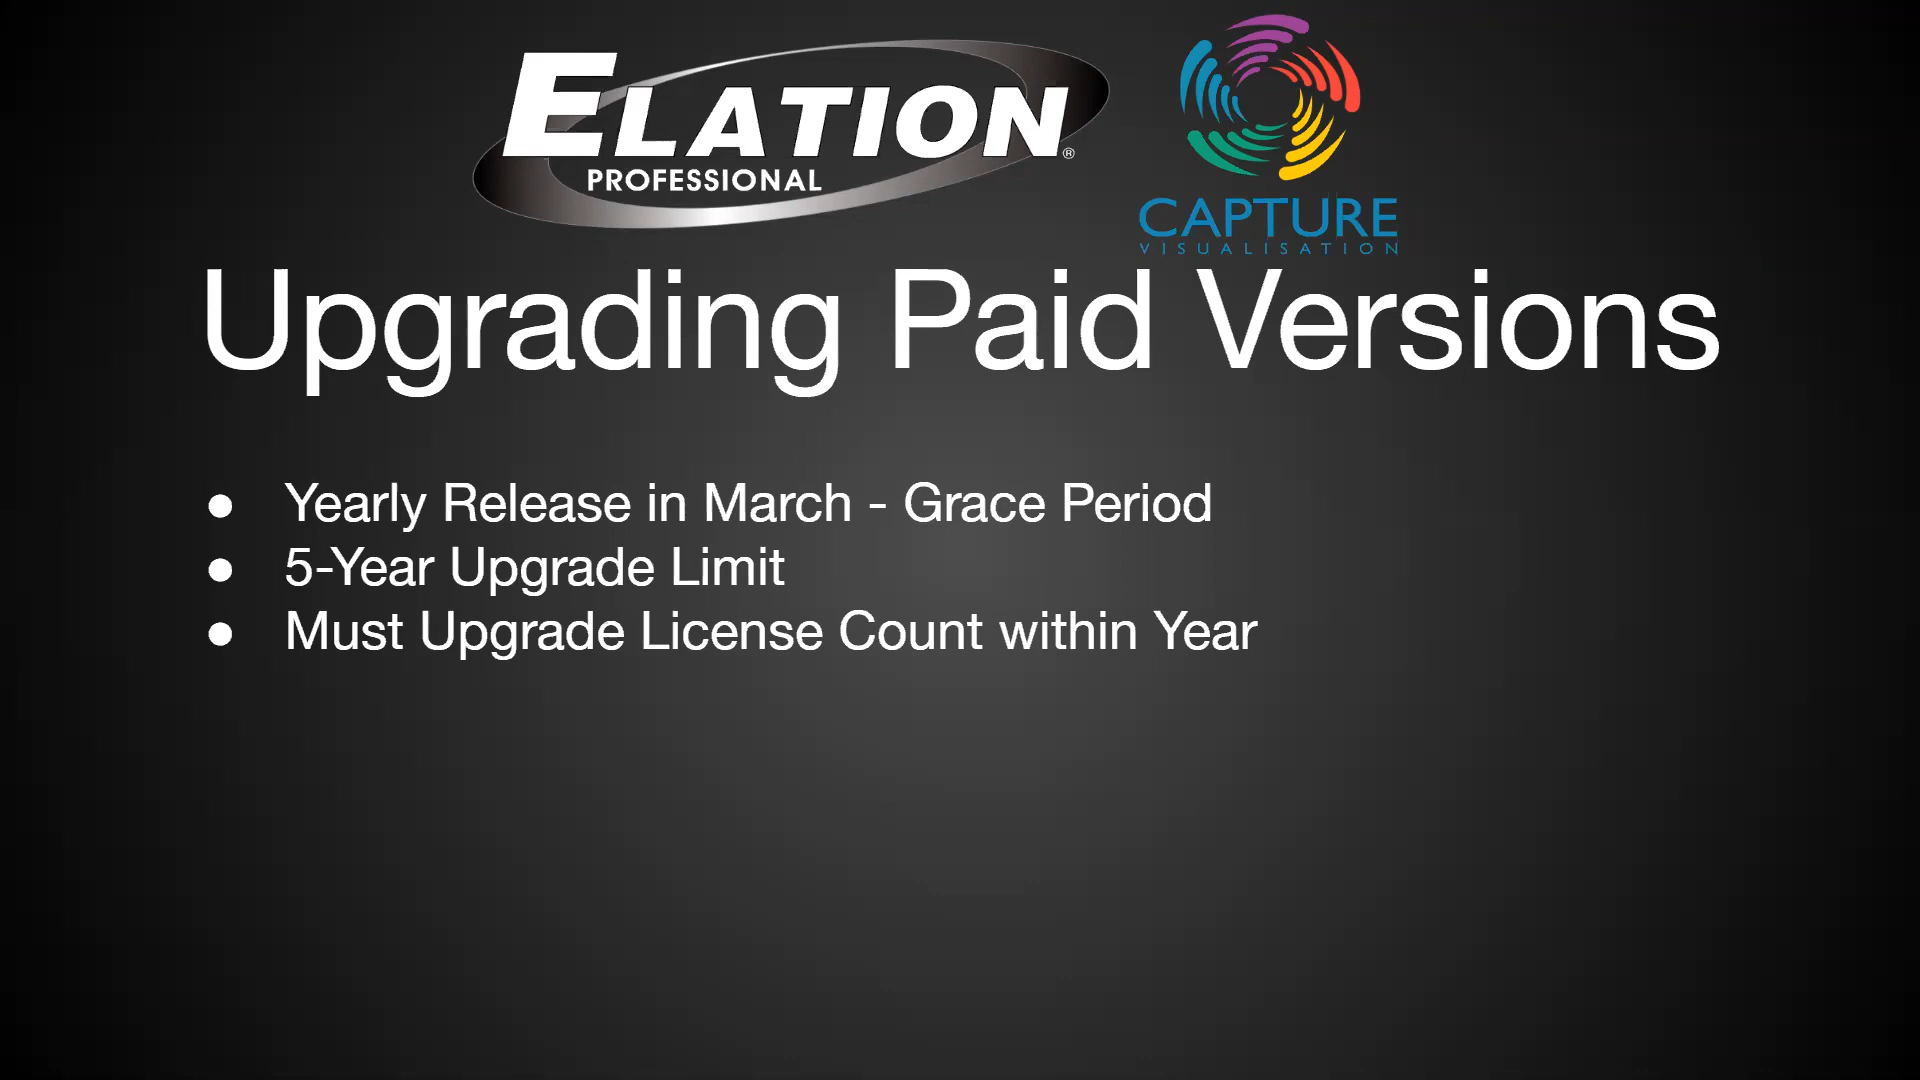 ELATION®
PROFESSIONAL
CAPTURE
VISUALISATION
Upgrading Paid Versions
● Yearly Release in March - Grace Period
● 5-Year Upgrade Limit
● Must Upgrade License Count within Year